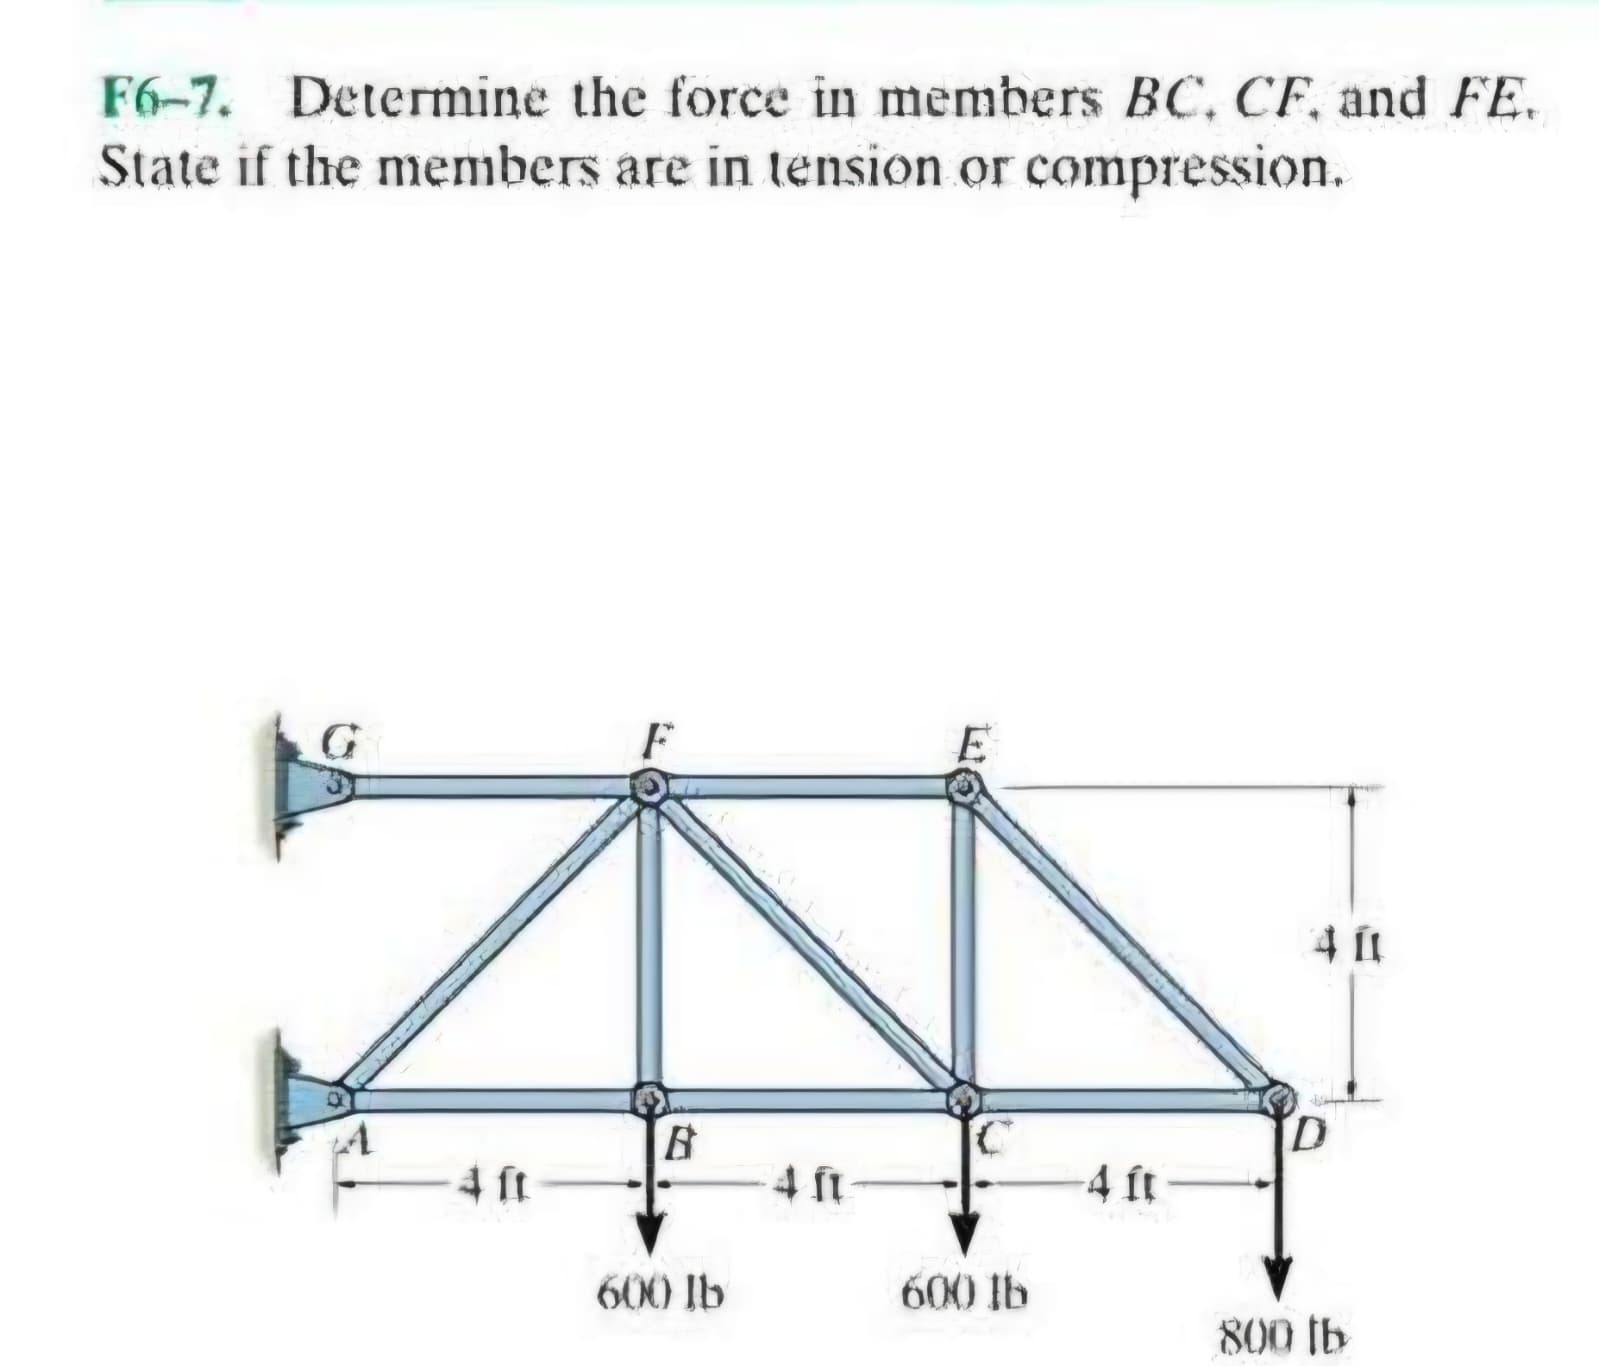 F6–7. Determine the force in members BC, CF, and FE.
State if the members are in tension or compression.
G F E
4 ft
A B C D
4 ft 4 ft 4 ft
600 lb 600 lb
800 lb